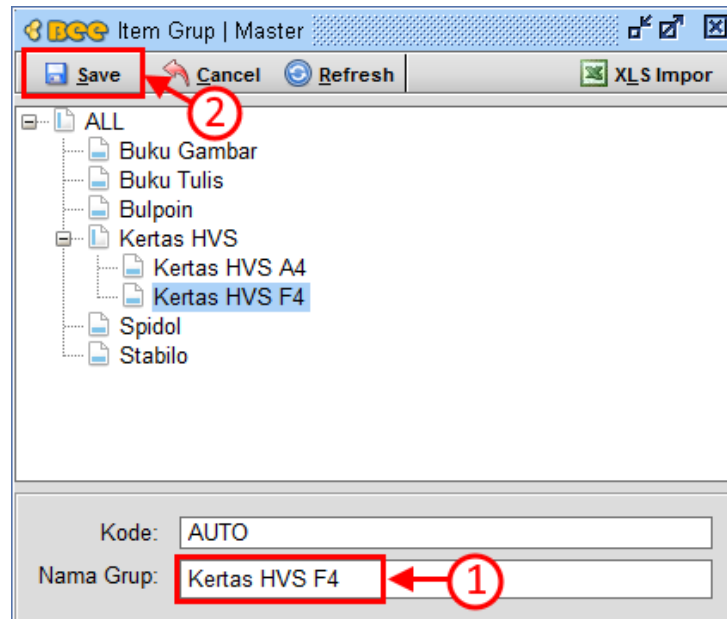 Bee Item Grup | Master
Save Cancel Refresh XLS Impor
2
ALL
Buku Gambar
Buku Tulis
Bulpoin
Kertas HVS
Kertas HVS A4
Kertas HVS F4
Spidol
Stabilo
Kode: AUTO
Nama Grup: Kertas HVS F4 1